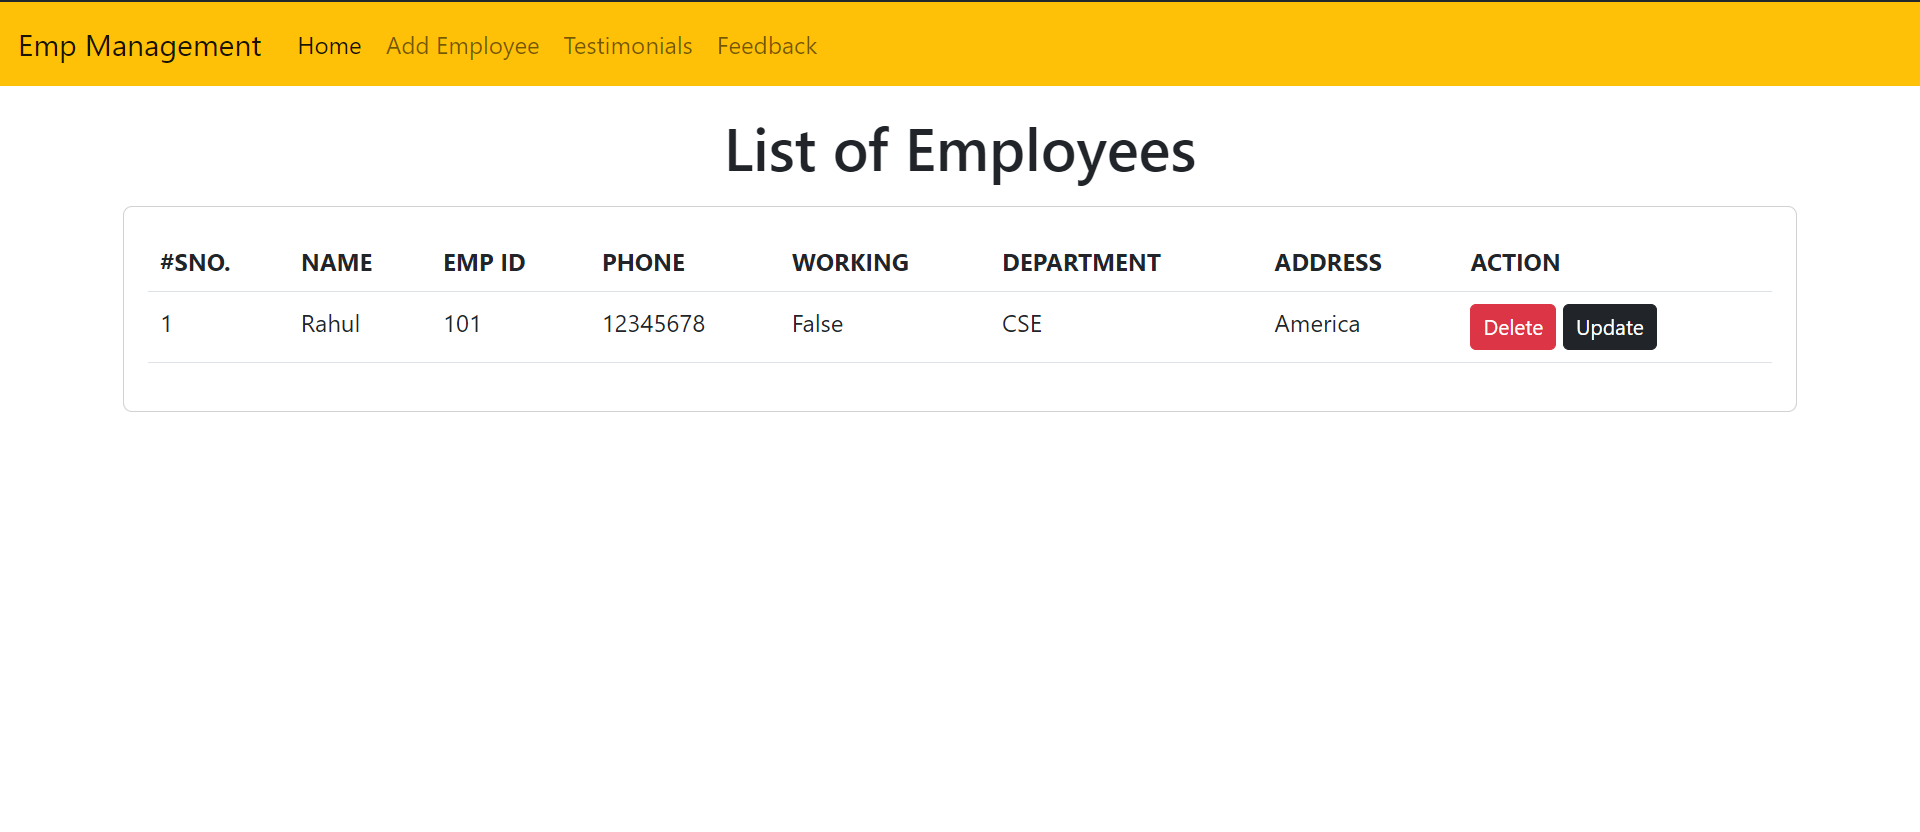 Emp Management Home Add Employee Testimonials Feedback
List of Employees
#SNO. NAME EMP ID PHONE WORKING DEPARTMENT ADDRESS ACTION
1 Rahul 101 12345678 False CSE America Delete Update